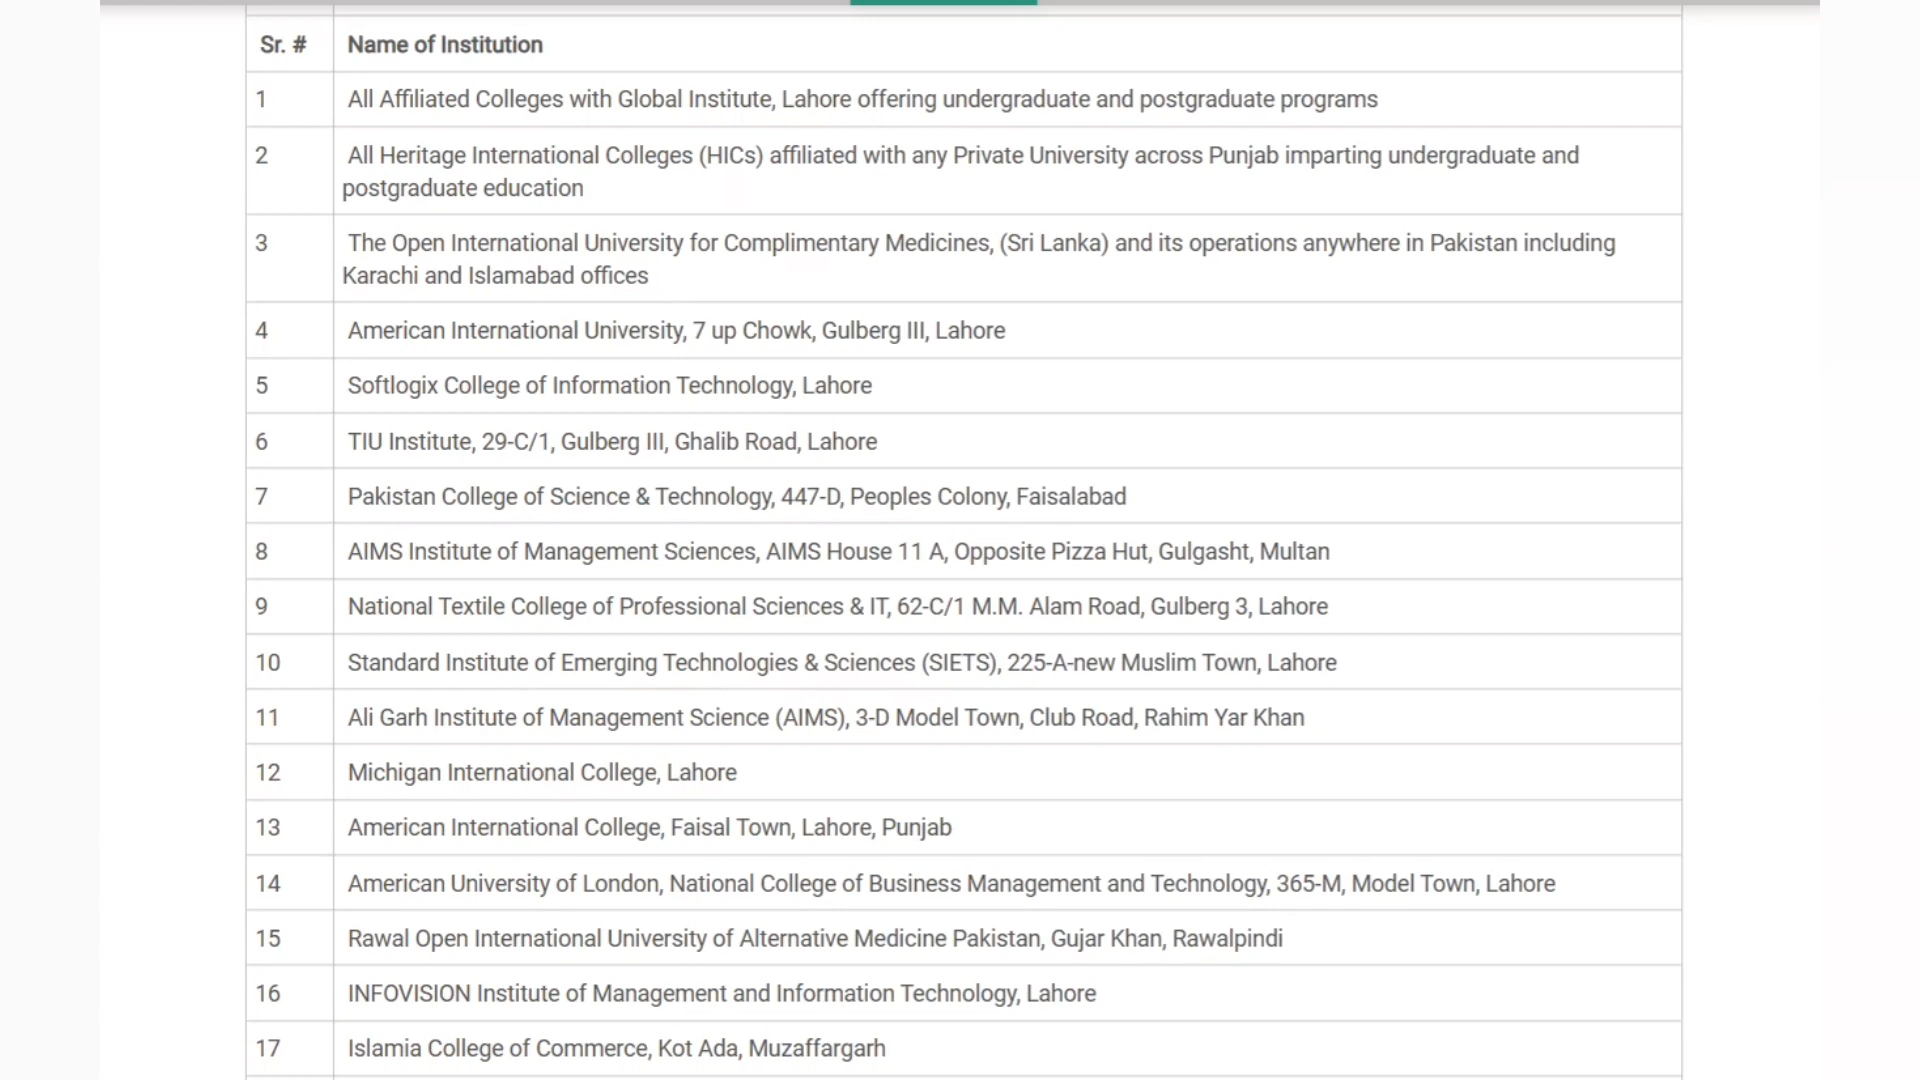 Sr. # Name of Institution
1 All Affiliated Colleges with Global Institute, Lahore offering undergraduate and postgraduate programs
2 All Heritage International Colleges (HICs) affiliated with any Private University across Punjab imparting undergraduate and
postgraduate education
3 The Open International University for Complimentary Medicines, (Sri Lanka) and its operations anywhere in Pakistan including
Karachi and Islamabad offices
4 American International University, 7 up Chowk, Gulberg III, Lahore
5 Softlogix College of Information Technology, Lahore
6 TIU Institute, 29-C/1, Gulberg III, Ghalib Road, Lahore
7 Pakistan College of Science & Technology, 447-D, Peoples Colony, Faisalabad
8 AIMS Institute of Management Sciences, AIMS House 11 A, Opposite Pizza Hut, Gulgasht, Multan
9 National Textile College of Professional Sciences & IT, 62-C/1 M.M. Alam Road, Gulberg 3, Lahore
10 Standard Institute of Emerging Technologies & Sciences (SIETS), 225-A-new Muslim Town, Lahore
11 Ali Garh Institute of Management Science (AIMS), 3-D Model Town, Club Road, Rahim Yar Khan
12 Michigan International College, Lahore
13 American International College, Faisal Town, Lahore, Punjab
14 American University of London, National College of Business Management and Technology, 365-M, Model Town, Lahore
15 Rawal Open International University of Alternative Medicine Pakistan, Gujar Khan, Rawalpindi
16 INFOVISION Institute of Management and Information Technology, Lahore
17 Islamia College of Commerce, Kot Ada, Muzaffargarh